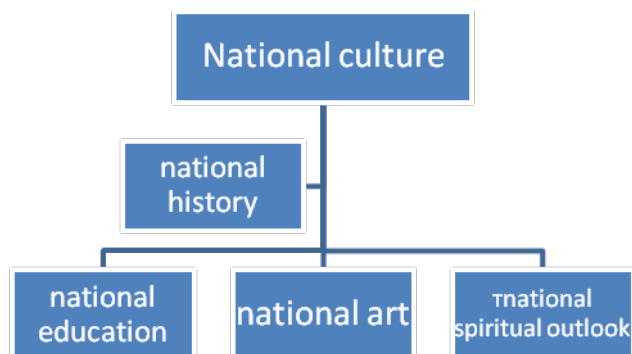 National culture
national
history
national
education
national art
тnational
spiritual outlook